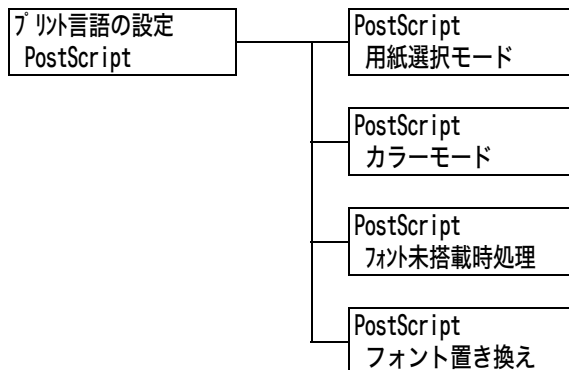 プリント言語の設定
PostScript
PostScript
用紙選択モード
PostScript
カラーモード
PostScript
フォント未搭載時処理
PostScript
フォント置き換え